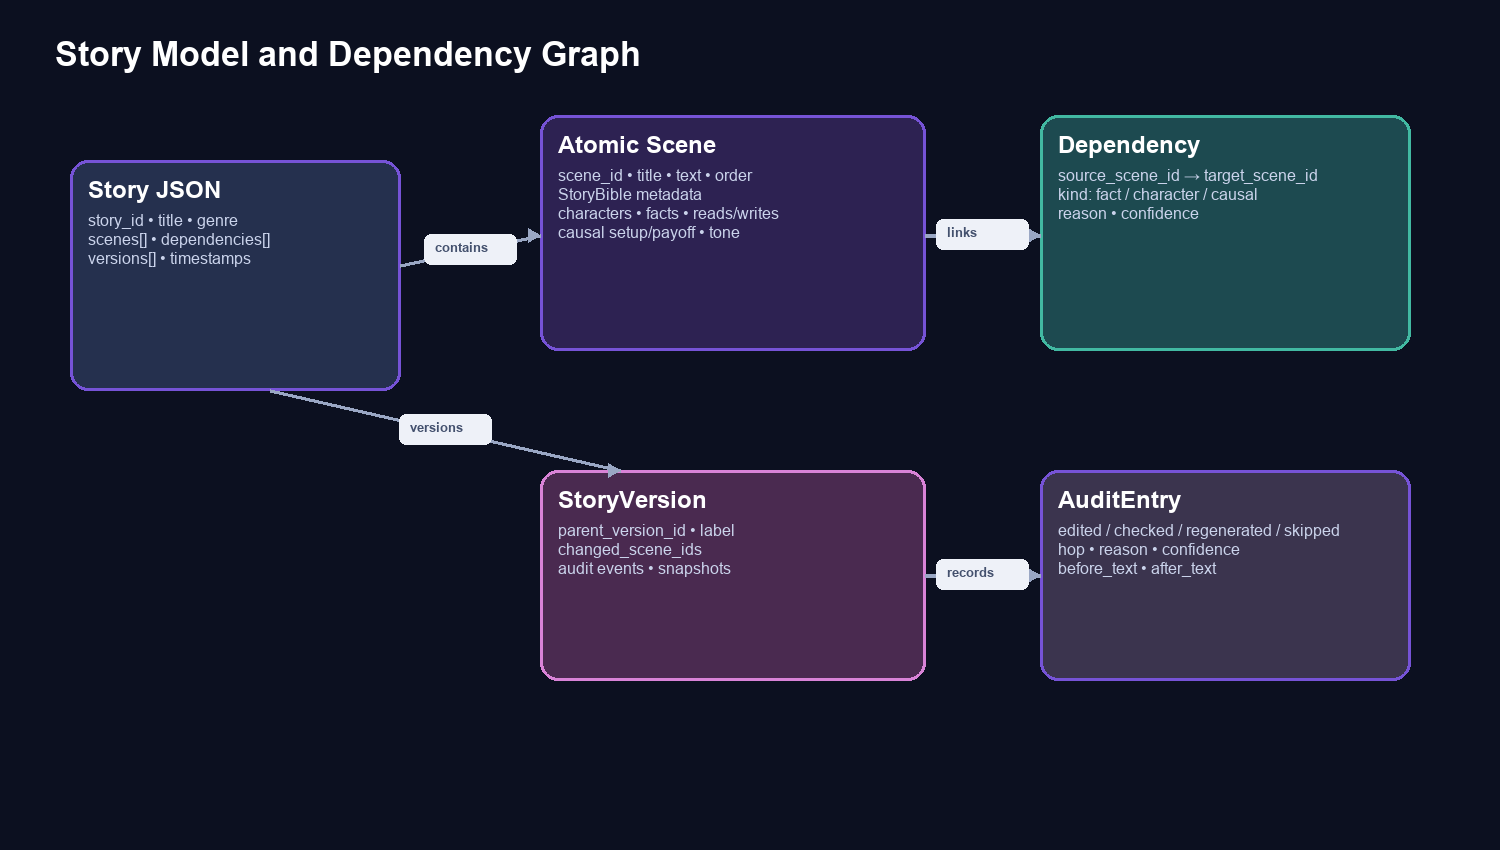 Story Model and Dependency Graph
Story JSON
story_id • title • genre
scenes[] • dependencies[]
versions[] • timestamps
contains
Atomic Scene
scene_id • title • text • order
StoryBible metadata
characters • facts • reads/writes
causal setup/payoff • tone
links
Dependency
source_scene_id → target_scene_id
kind: fact / character / causal
reason • confidence
versions
StoryVersion
parent_version_id • label
changed_scene_ids
audit events • snapshots
records
AuditEntry
edited / checked / regenerated / skipped
hop • reason • confidence
before_text • after_text